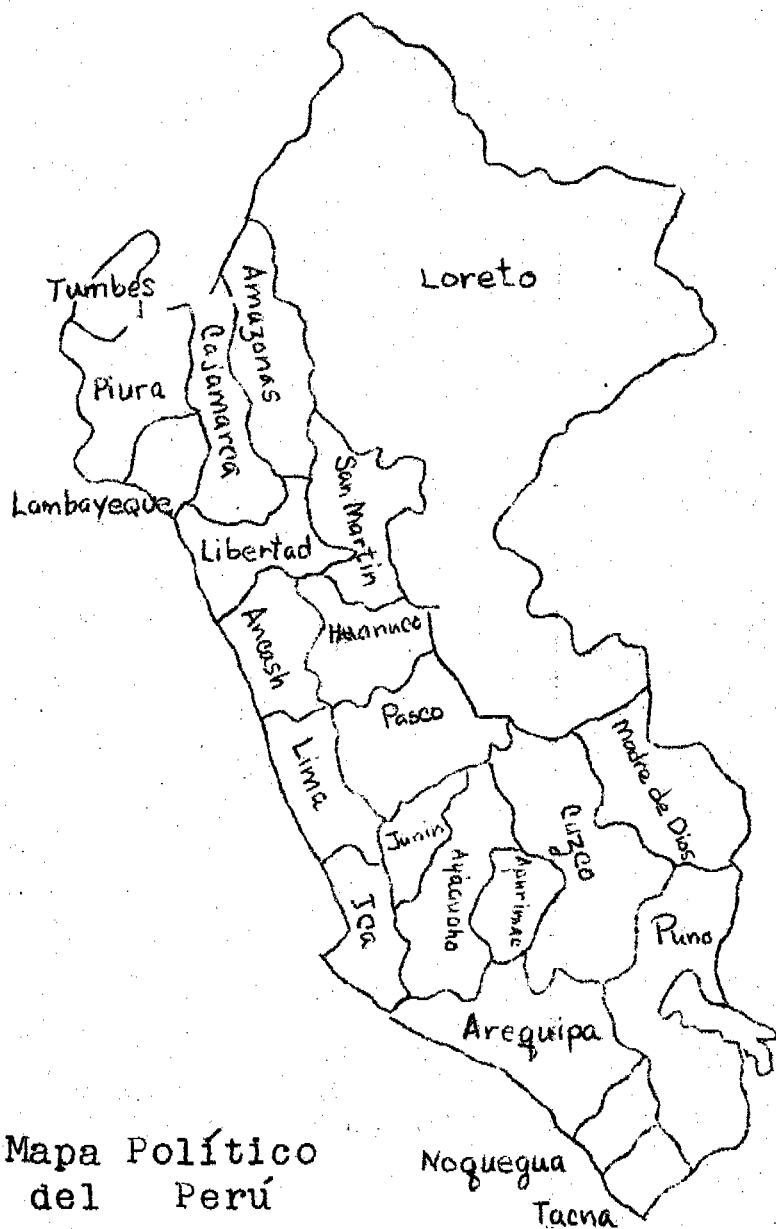 Tumbes
Loreto
Amazonas
Cajamarca
Piura
Lambayeque
San Martin
Libertad
Ancash
Huanuco
Pasco
Lima
Madre de Dios
Cuzco
Junin
Ayacucho
Apurimac
Ica
Puno
Arequipa
Noquegua
Tacna
Mapa Político
del Perú